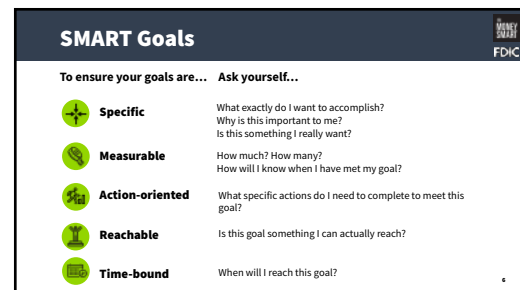 SMART Goals
MONEY
SMART
FDIC
To ensure your goals are... Ask yourself...
Specific
What exactly do I want to accomplish?
Why is this important to me?
Is this something I really want?
Measurable
How much? How many?
How will I know when I have met my goal?
Action-oriented
What specific actions do I need to complete to meet this
goal?
Reachable
Is this goal something I can actually reach?
Time-bound
When will I reach this goal?
6